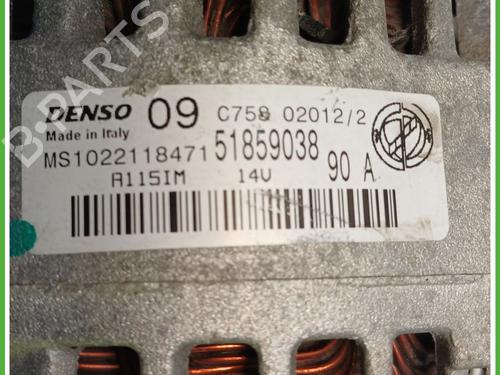 DENSO 09 C758 02012/2
Made in Italy
MS1022118471 51859038
90 A
A115IM 14V
B-PARTS